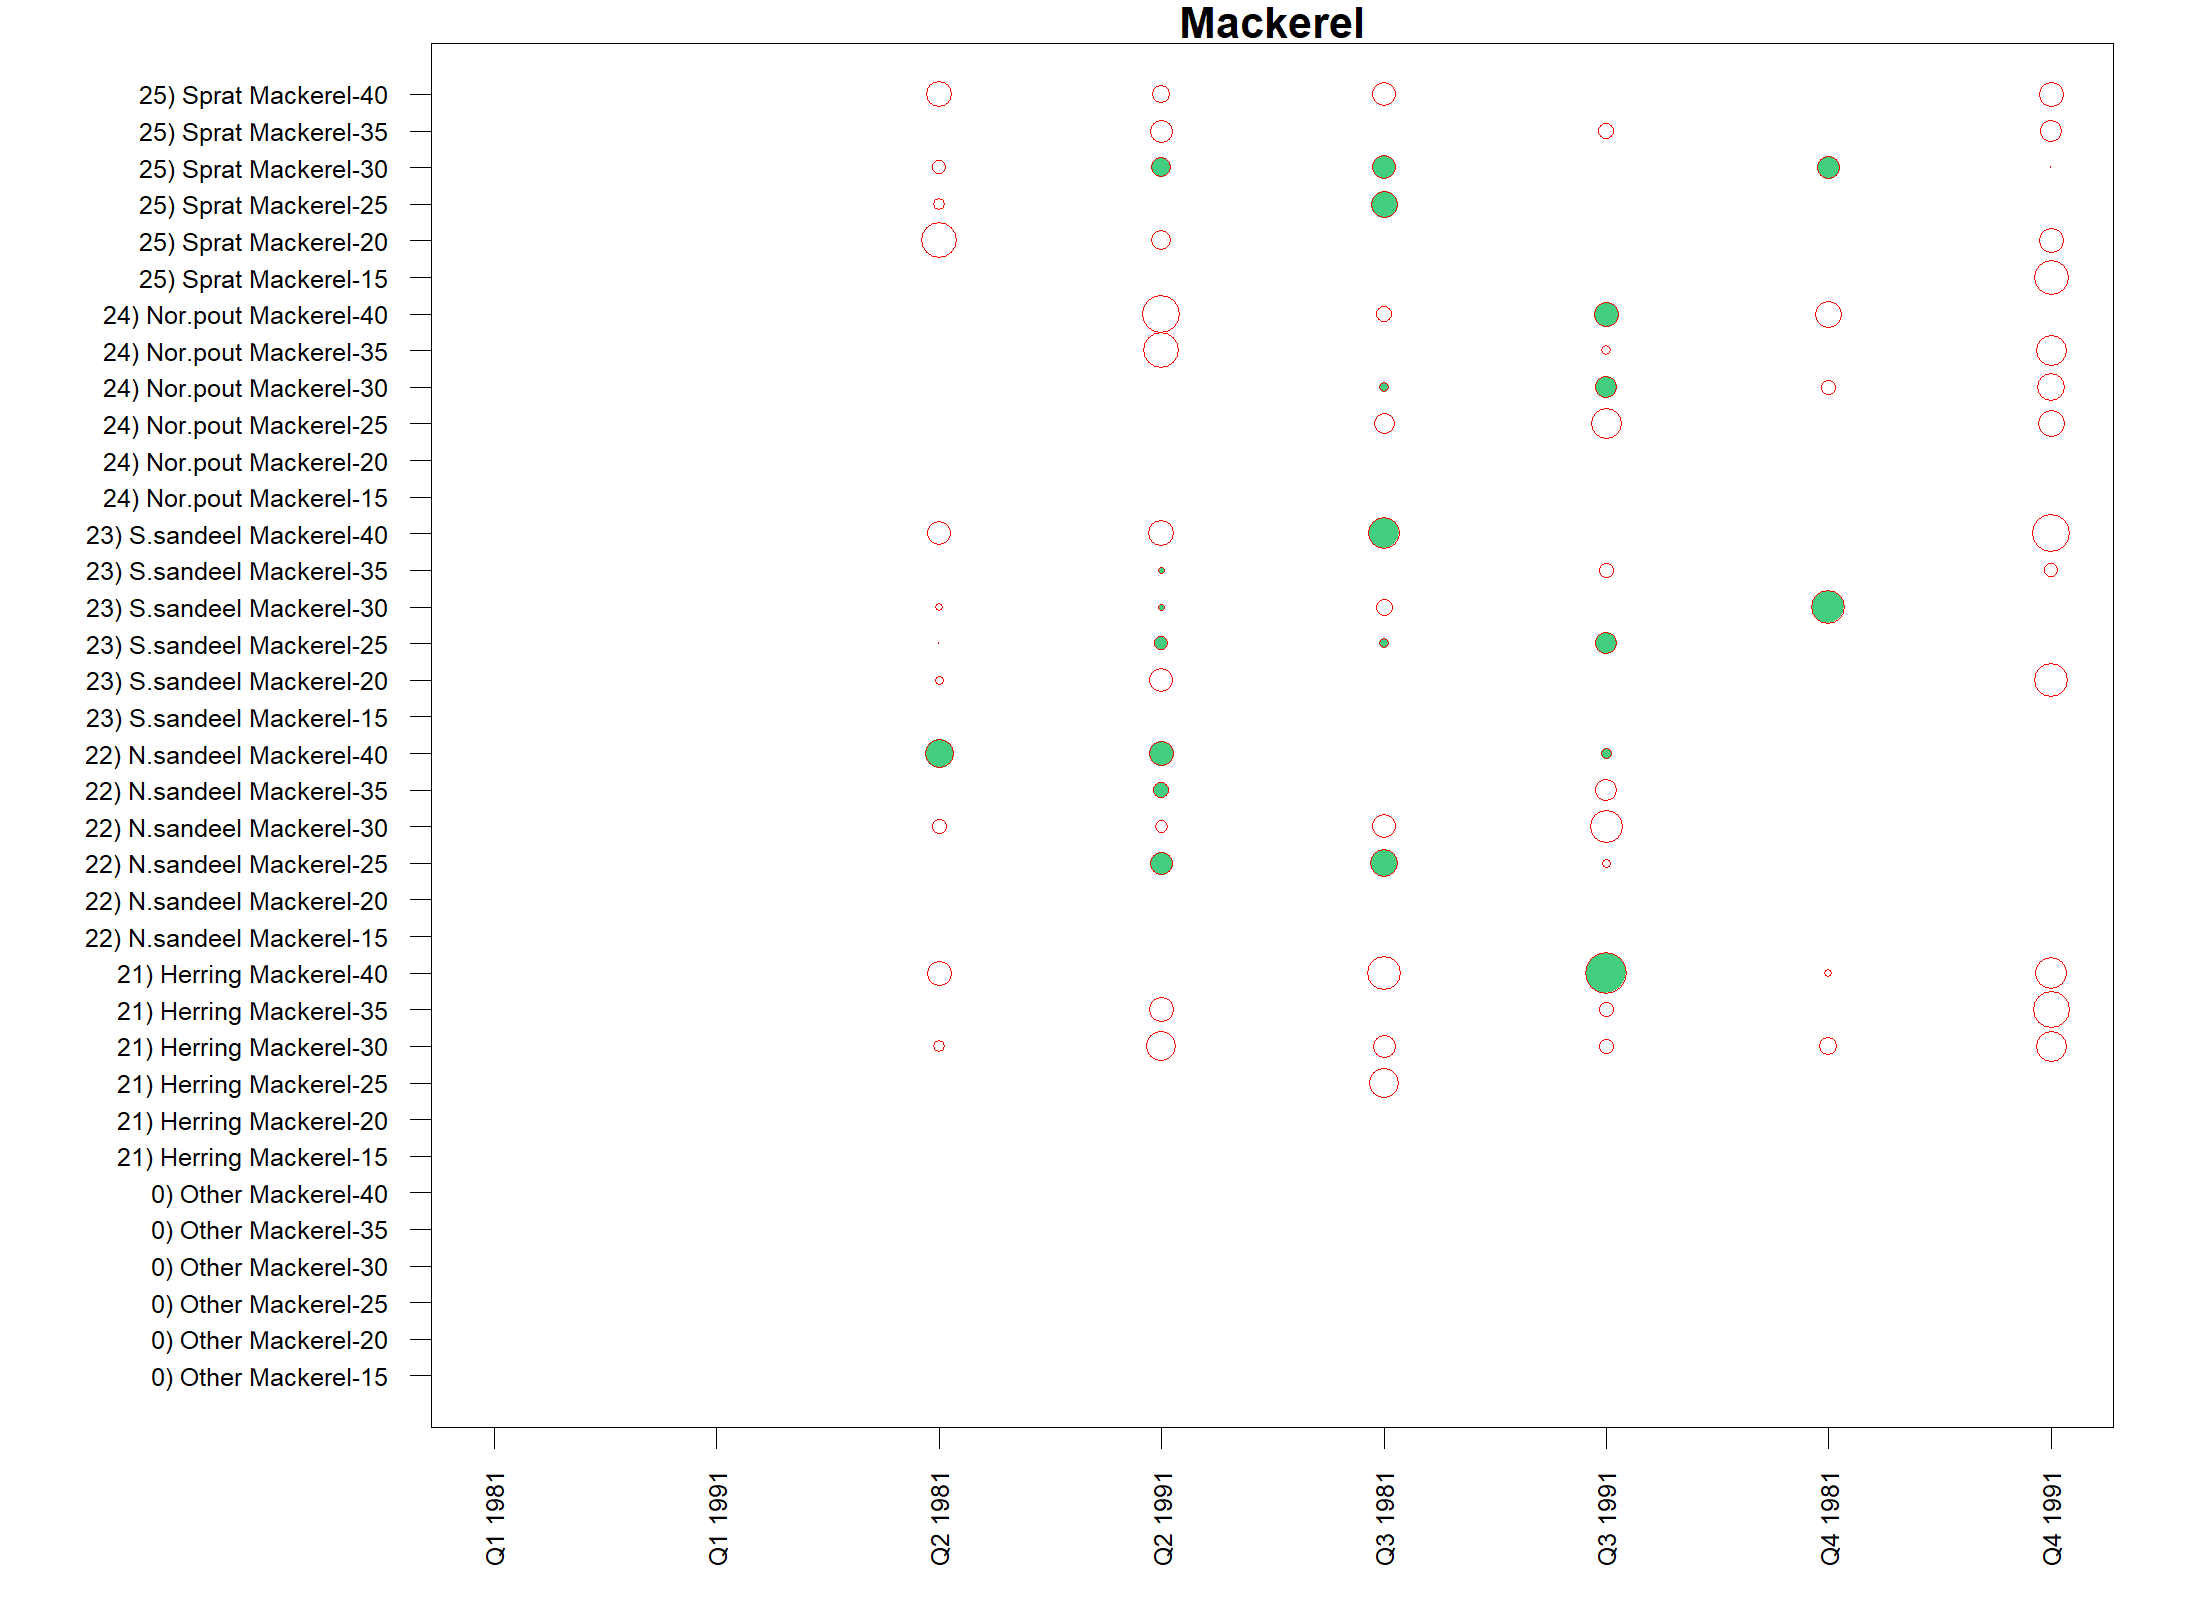 Mackerel
25) Sprat Mackerel-40
25) Sprat Mackerel-35
25) Sprat Mackerel-30
25) Sprat Mackerel-25
25) Sprat Mackerel-20
25) Sprat Mackerel-15
24) Nor.pout Mackerel-40
24) Nor.pout Mackerel-35
24) Nor.pout Mackerel-30
24) Nor.pout Mackerel-25
24) Nor.pout Mackerel-20
24) Nor.pout Mackerel-15
23) S.sandeel Mackerel-40
23) S.sandeel Mackerel-35
23) S.sandeel Mackerel-30
23) S.sandeel Mackerel-25
23) S.sandeel Mackerel-20
23) S.sandeel Mackerel-15
22) N.sandeel Mackerel-40
22) N.sandeel Mackerel-35
22) N.sandeel Mackerel-30
22) N.sandeel Mackerel-25
22) N.sandeel Mackerel-20
22) N.sandeel Mackerel-15
21) Herring Mackerel-40
21) Herring Mackerel-35
21) Herring Mackerel-30
21) Herring Mackerel-25
21) Herring Mackerel-20
21) Herring Mackerel-15
0) Other Mackerel-40
0) Other Mackerel-35
0) Other Mackerel-30
0) Other Mackerel-25
0) Other Mackerel-20
0) Other Mackerel-15
Q1 1981
Q1 1991
Q2 1981
Q2 1991
Q3 1981
Q3 1991
Q4 1981
Q4 1991